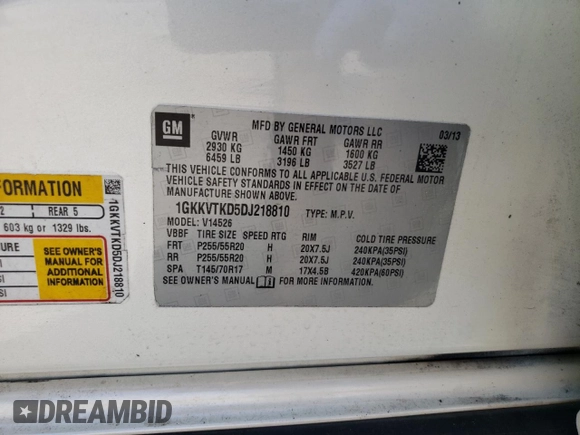 GM
MFD BY GENERAL MOTORS LLC
03/13
GVWR GAWR FRT GAWR RR
2930 KG 1450 KG 1600 KG
6459 LB 3196 LB 3527 LB
THIS VEHICLE CONFORMS TO ALL APPLICABLE U.S. FEDERAL MOTOR
VEHICLE SAFETY STANDARDS IN EFFECT ON THE DATE OF
MANUFACTURE SHOWN ABOVE.
1GKKVTKD5DJ218810 TYPE: M.P.V.
MODEL: V14526
VBBF TIRE SIZE SPEED RTG RIM COLD TIRE PRESSURE
FRT P255/55R20 H 20X7.5J 240KPA(35PSI)
RR P255/55R20 H 20X7.5J 240KPA(35PSI)
SPA T145/70R17 M 17X4.5B 420KPA(60PSI)
SEE OWNER'S MANUAL FOR MORE INFORMATION.
FORMATION
2 REAR 5
603 kg or 1329 lbs.
SURE
SEE OWNER'S
MANUAL FOR
ADDITIONAL
INFORMATION
SI
SI
1GKKVTKD5DJ218810
DREAMBID